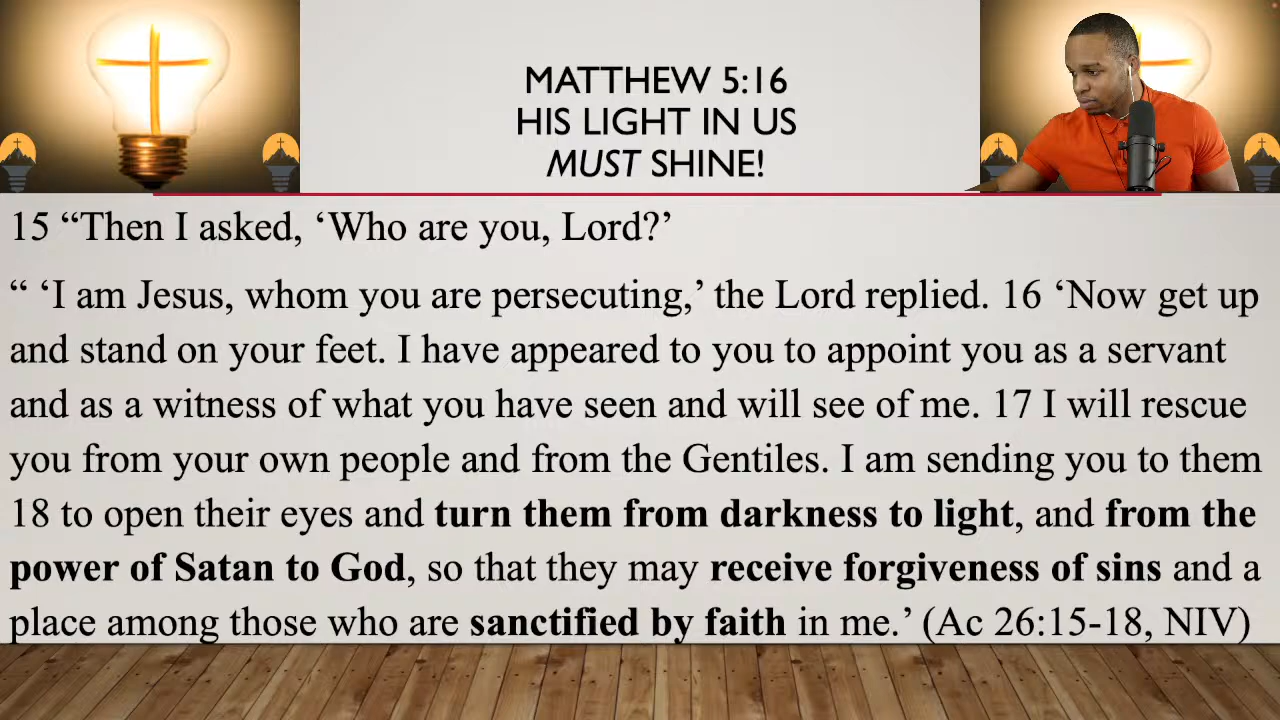 MATTHEW 5:16
HIS LIGHT IN US
MUST SHINE!
15 “Then I asked, ‘Who are you, Lord?’
“ ‘I am Jesus, whom you are persecuting,’ the Lord replied. 16 ‘Now get up
and stand on your feet. I have appeared to you to appoint you as a servant
and as a witness of what you have seen and will see of me. 17 I will rescue
you from your own people and from the Gentiles. I am sending you to them
18 to open their eyes and turn them from darkness to light, and from the
power of Satan to God, so that they may receive forgiveness of sins and a
place among those who are sanctified by faith in me.’ (Ac 26:15-18, NIV)